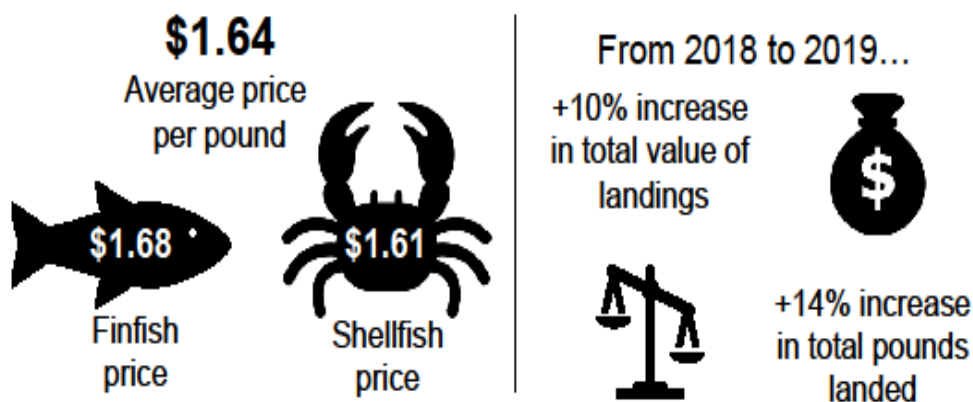 $1.64
Average price
per pound
$1.68
$1.61
Finfish
price
Shellfish
price
From 2018 to 2019…
+10% increase
in total value of
landings
$
+14% increase
in total pounds
landed